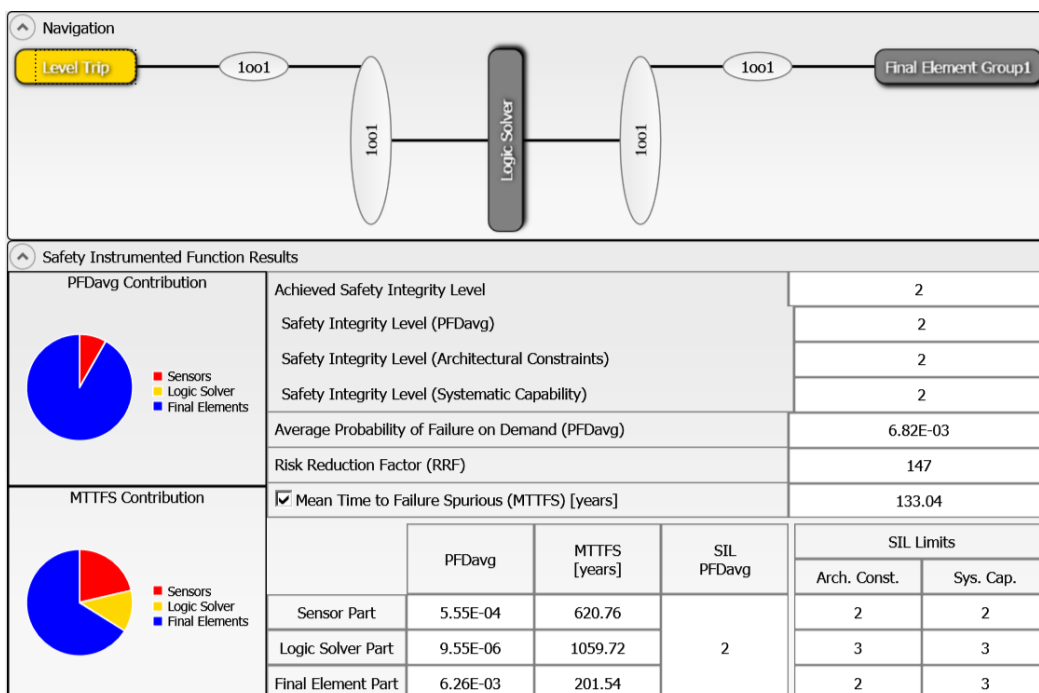 Navigation
Level Trip
1oo1
1oo1
Logic Solver
1oo1
1oo1
Final Element Group1
Safety Instrumented Function Results
PFDavg Contribution
Sensors
Logic Solver
Final Elements
MTTFS Contribution
Sensors
Logic Solver
Final Elements
Achieved Safety Integrity Level 2
Safety Integrity Level (PFDavg) 2
Safety Integrity Level (Architectural Constraints) 2
Safety Integrity Level (Systematic Capability) 2
Average Probability of Failure on Demand (PFDavg) 6.82E-03
Risk Reduction Factor (RRF) 147
Mean Time to Failure Spurious (MTTFS) [years] 133.04
PFDavg
MTTFS
[years]
SIL
PFDavg
SIL Limits
Arch. Const. Sys. Cap.
Sensor Part 5.55E-04 620.76 2 2
Logic Solver Part 9.55E-06 1059.72 2 3 3
Final Element Part 6.26E-03 201.54 2 3